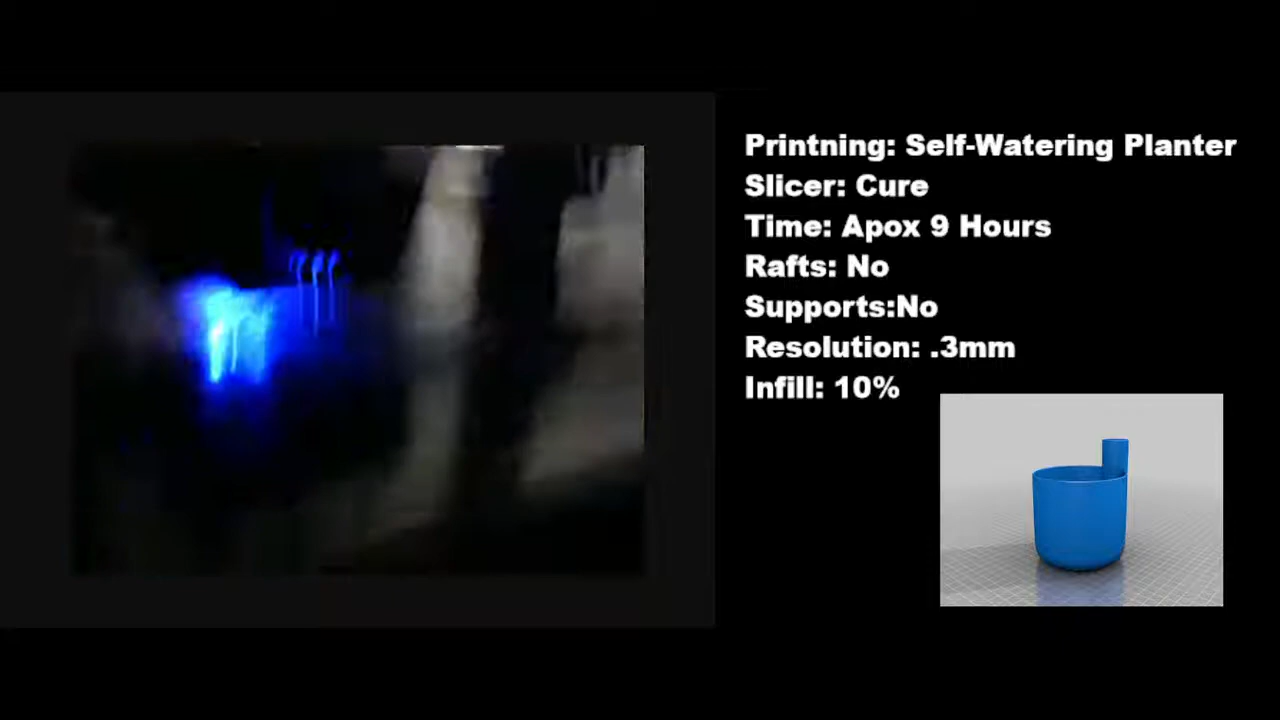 Printning: Self-Watering Planter
Slicer: Cure
Time: Apox 9 Hours
Rafts: No
Supports:No
Resolution: .3mm
Infill: 10%